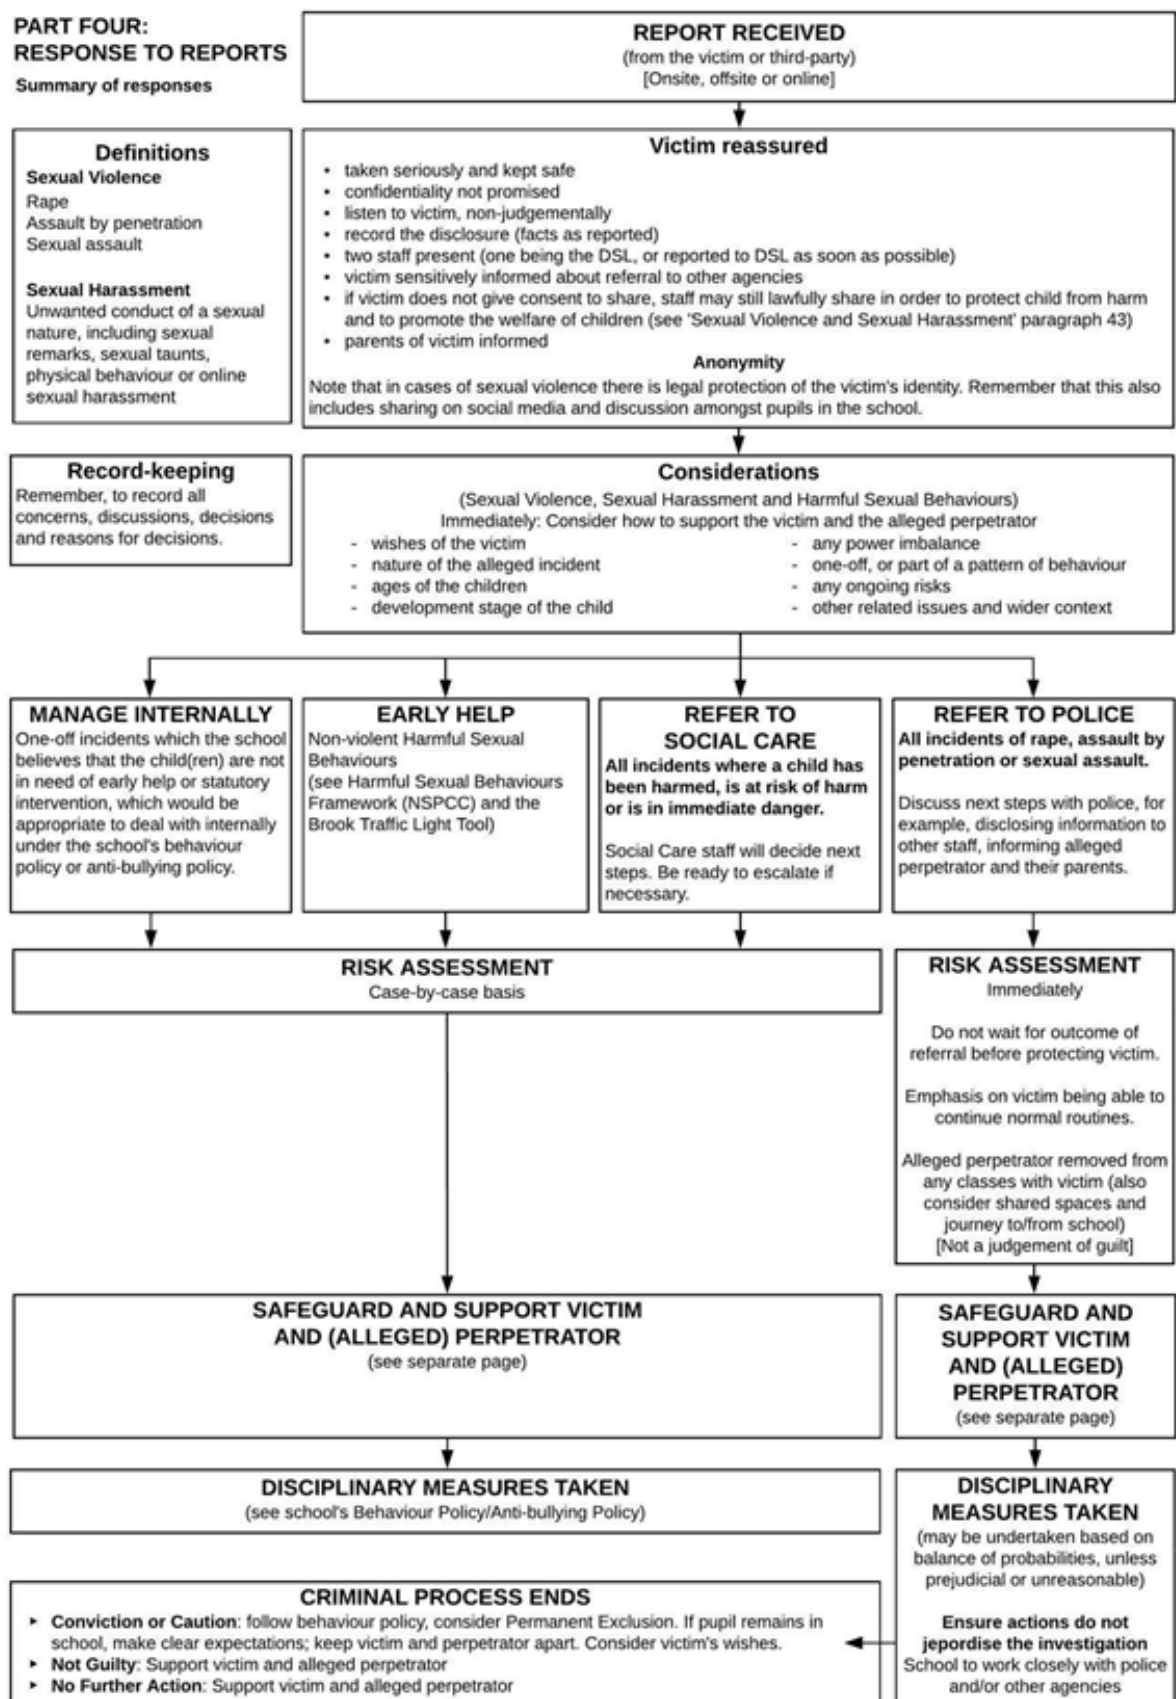 PART FOUR:
RESPONSE TO REPORTS
Summary of responses
REPORT RECEIVED
(from the victim or third-party)
[Onsite, offsite or online]
Definitions
Sexual Violence
Rape
Assault by penetration
Sexual assault
Sexual Harassment
Unwanted conduct of a sexual
nature, including sexual
remarks, sexual taunts,
physical behaviour or online
sexual harassment
Victim reassured
• taken seriously and kept safe
• confidentiality not promised
• listen to victim, non-judgementally
• record the disclosure (facts as reported)
• two staff present (one being the DSL, or reported to DSL as soon as possible)
• victim sensitively informed about referral to other agencies
• if victim does not give consent to share, staff may still lawfully share in order to protect child from harm
and to promote the welfare of children (see 'Sexual Violence and Sexual Harassment' paragraph 43)
• parents of victim informed
Anonymity
Note that in cases of sexual violence there is legal protection of the victim's identity. Remember that this also
includes sharing on social media and discussion amongst pupils in the school.
Record-keeping
Remember, to record all
concerns, discussions, decisions
and reasons for decisions.
Considerations
(Sexual Violence, Sexual Harassment and Harmful Sexual Behaviours)
Immediately: Consider how to support the victim and the alleged perpetrator
- wishes of the victim
- nature of the alleged incident
- ages of the children
- development stage of the child
- any power imbalance
- one-off, or part of a pattern of behaviour
- any ongoing risks
- other related issues and wider context
MANAGE INTERNALLY
One-off incidents which the school
believes that the child(ren) are not
in need of early help or statutory
intervention, which would be
appropriate to deal with internally
under the school's behaviour
policy or anti-bullying policy.
EARLY HELP
Non-violent Harmful Sexual
Behaviours
(see Harmful Sexual Behaviours
Framework (NSPCC) and the
Brook Traffic Light Tool)
REFER TO
SOCIAL CARE
All incidents where a child has
been harmed, is at risk of harm
or is in immediate danger.
Social Care staff will decide next
steps. Be ready to escalate if
necessary.
REFER TO POLICE
All incidents of rape, assault by
penetration or sexual assault.
Discuss next steps with police, for
example, disclosing information to
other staff, informing alleged
perpetrator and their parents.
RISK ASSESSMENT
Case-by-case basis
RISK ASSESSMENT
Immediately
Do not wait for outcome of
referral before protecting victim.
Emphasis on victim being able to
continue normal routines.
Alleged perpetrator removed from
any classes with victim (also
consider shared spaces and
journey to/from school)
[Not a judgement of guilt]
SAFEGUARD AND SUPPORT VICTIM
AND (ALLEGED) PERPETRATOR
(see separate page)
SAFEGUARD AND
SUPPORT VICTIM
AND (ALLEGED)
PERPETRATOR
(see separate page)
DISCIPLINARY MEASURES TAKEN
(see school's Behaviour Policy/Anti-bullying Policy)
DISCIPLINARY
MEASURES TAKEN
(may be undertaken based on
balance of probabilities, unless
prejudicial or unreasonable)
Ensure actions do not
jepordise the investigation
School to work closely with police
and/or other agencies
CRIMINAL PROCESS ENDS
▸ Conviction or Caution: follow behaviour policy, consider Permanent Exclusion. If pupil remains in
school, make clear expectations; keep victim and perpetrator apart. Consider victim's wishes.
▸ Not Guilty: Support victim and alleged perpetrator
▸ No Further Action: Support victim and alleged perpetrator